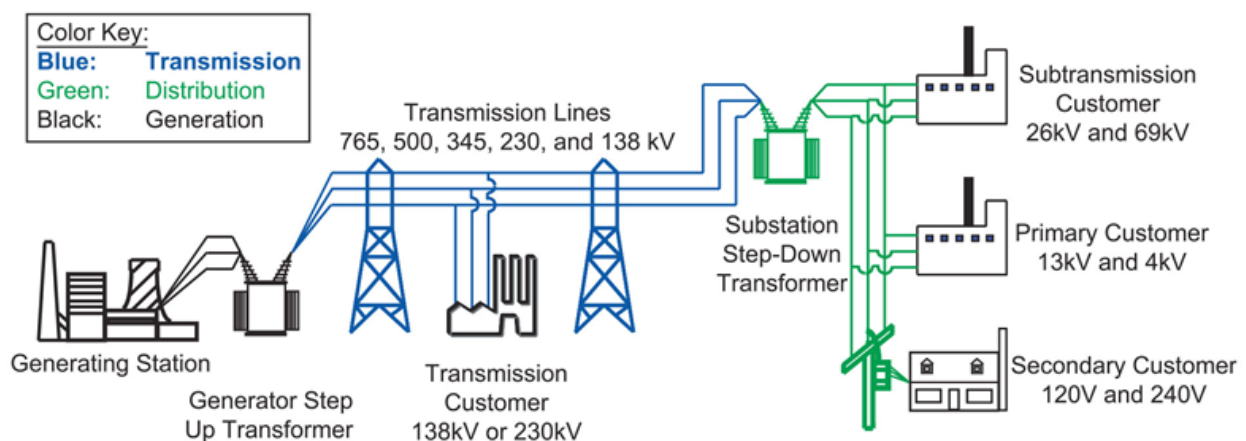 Color Key:
Blue: Transmission
Green: Distribution
Black: Generation
Transmission Lines
765, 500, 345, 230, and 138 kV
Subtransmission
Customer
26kV and 69kV
Substation
Step-Down
Transformer
Primary Customer
13kV and 4kV
Generating Station
Generator Step
Up Transformer
Transmission
Customer
138kV or 230kV
Secondary Customer
120V and 240V